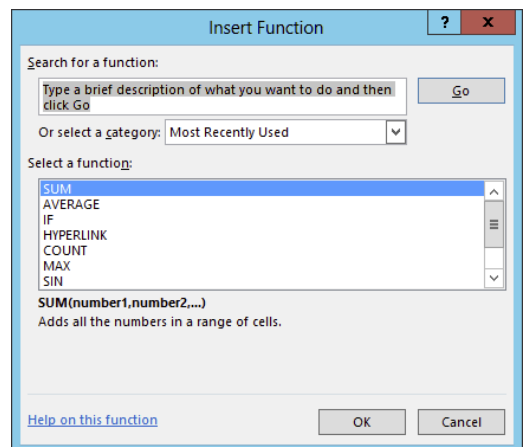 Insert Function
?
x
Search for a function:
Type a brief description of what you want to do and then
click Go
Go
Or select a category: Most Recently Used
Select a function:
SUM
AVERAGE
IF
HYPERLINK
COUNT
MAX
SIN
SUM(number1,number2,...)
Adds all the numbers in a range of cells.
Help on this function
OK
Cancel